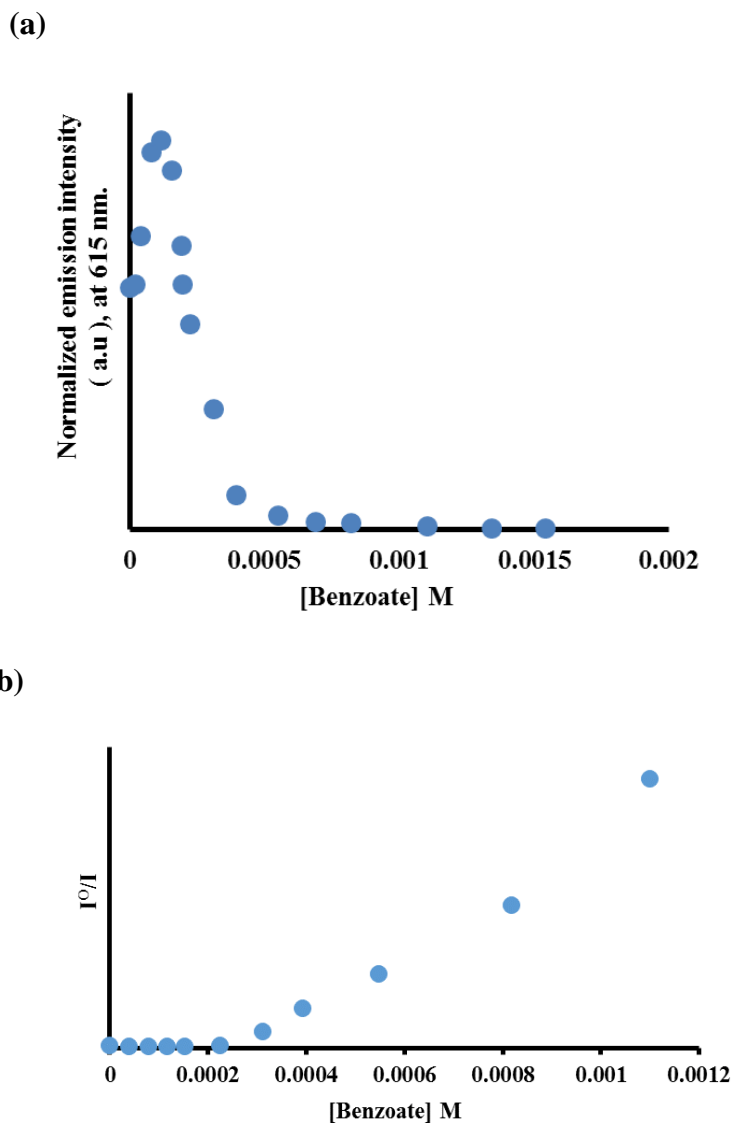 (a)
Normalized emission intensity
( a.u ), at 615 nm.
0 0.0005 0.001 0.0015 0.002
[Benzoate] M
b)
I⁰/I
0 0.0002 0.0004 0.0006 0.0008 0.001 0.0012
[Benzoate] M